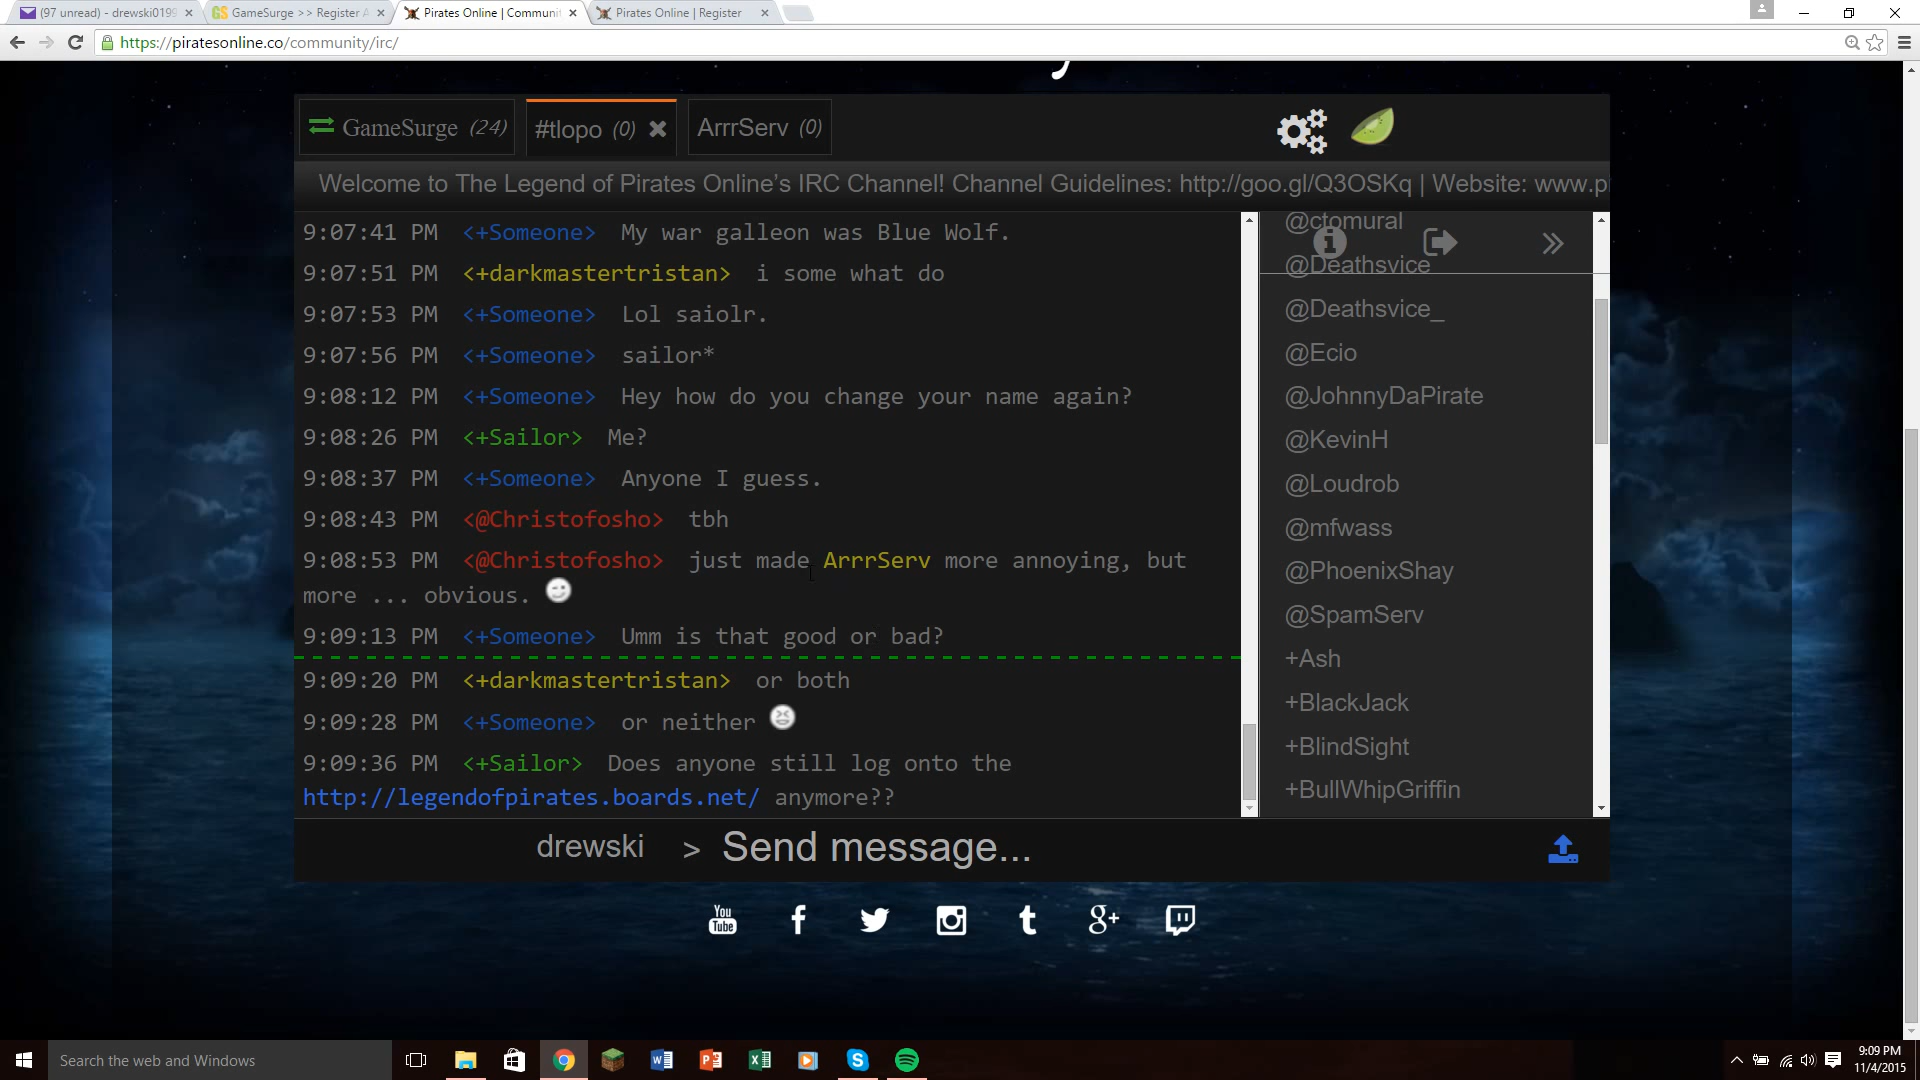 (97 unread) - drewski0199
GameSurge >> Register A
Pirates Online | Communi
Pirates Online | Register
https://piratesonline.co/community/irc/
GameSurge (24)
#tlopo (0)
ArrrServ (0)
Welcome to The Legend of Pirates Online’s IRC Channel! Channel Guidelines: http://goo.gl/Q3OSKq | Website: www.p
9:07:41 PM <+Someone> My war galleon was Blue Wolf.
9:07:51 PM <+darkmastertristan> i some what do
9:07:53 PM <+Someone> Lol saiolr.
9:07:56 PM <+Someone> sailor*
9:08:12 PM <+Someone> Hey how do you change your name again?
9:08:26 PM <+Sailor> Me?
9:08:37 PM <+Someone> Anyone I guess.
9:08:43 PM <@Christofosho> tbh
9:08:53 PM <@Christofosho> just made ArrrServ more annoying, but
more ... obvious.
9:09:13 PM <+Someone> Umm is that good or bad?
9:09:20 PM <+darkmastertristan> or both
9:09:28 PM <+Someone> or neither
9:09:36 PM <+Sailor> Does anyone still log onto the
http://legendofpirates.boards.net/ anymore??
@ctomural
@Deathsvice
@Deathsvice_
@Ecio
@JohnnyDaPirate
@KevinH
@Loudrob
@mfwass
@PhoenixShay
@SpamServ
+Ash
+BlackJack
+BlindSight
+BullWhipGriffin
drewski > Send message...
You
Tube
Search the web and Windows
9:09 PM
11/4/2015